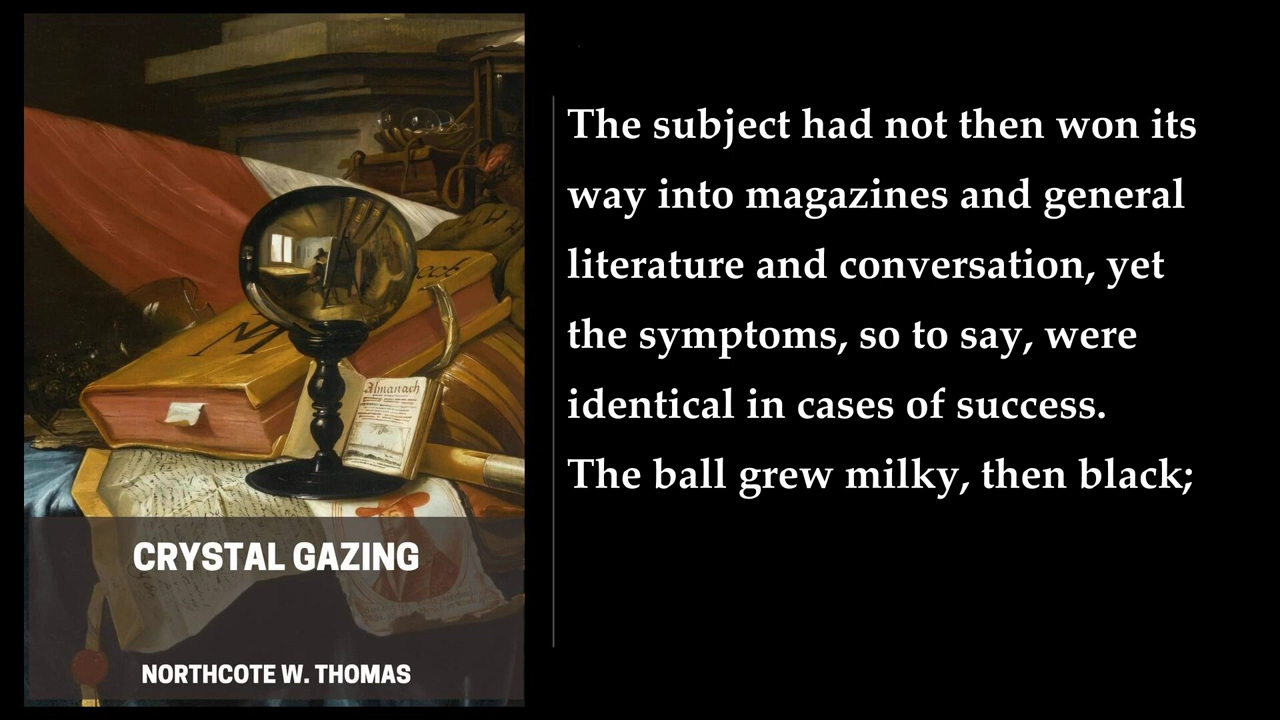 M
Almanach
CRYSTAL GAZING
NORTHCOTE W. THOMAS
The subject had not then won its
way into magazines and general
literature and conversation, yet
the symptoms, so to say, were
identical in cases of success.
The ball grew milky, then black;